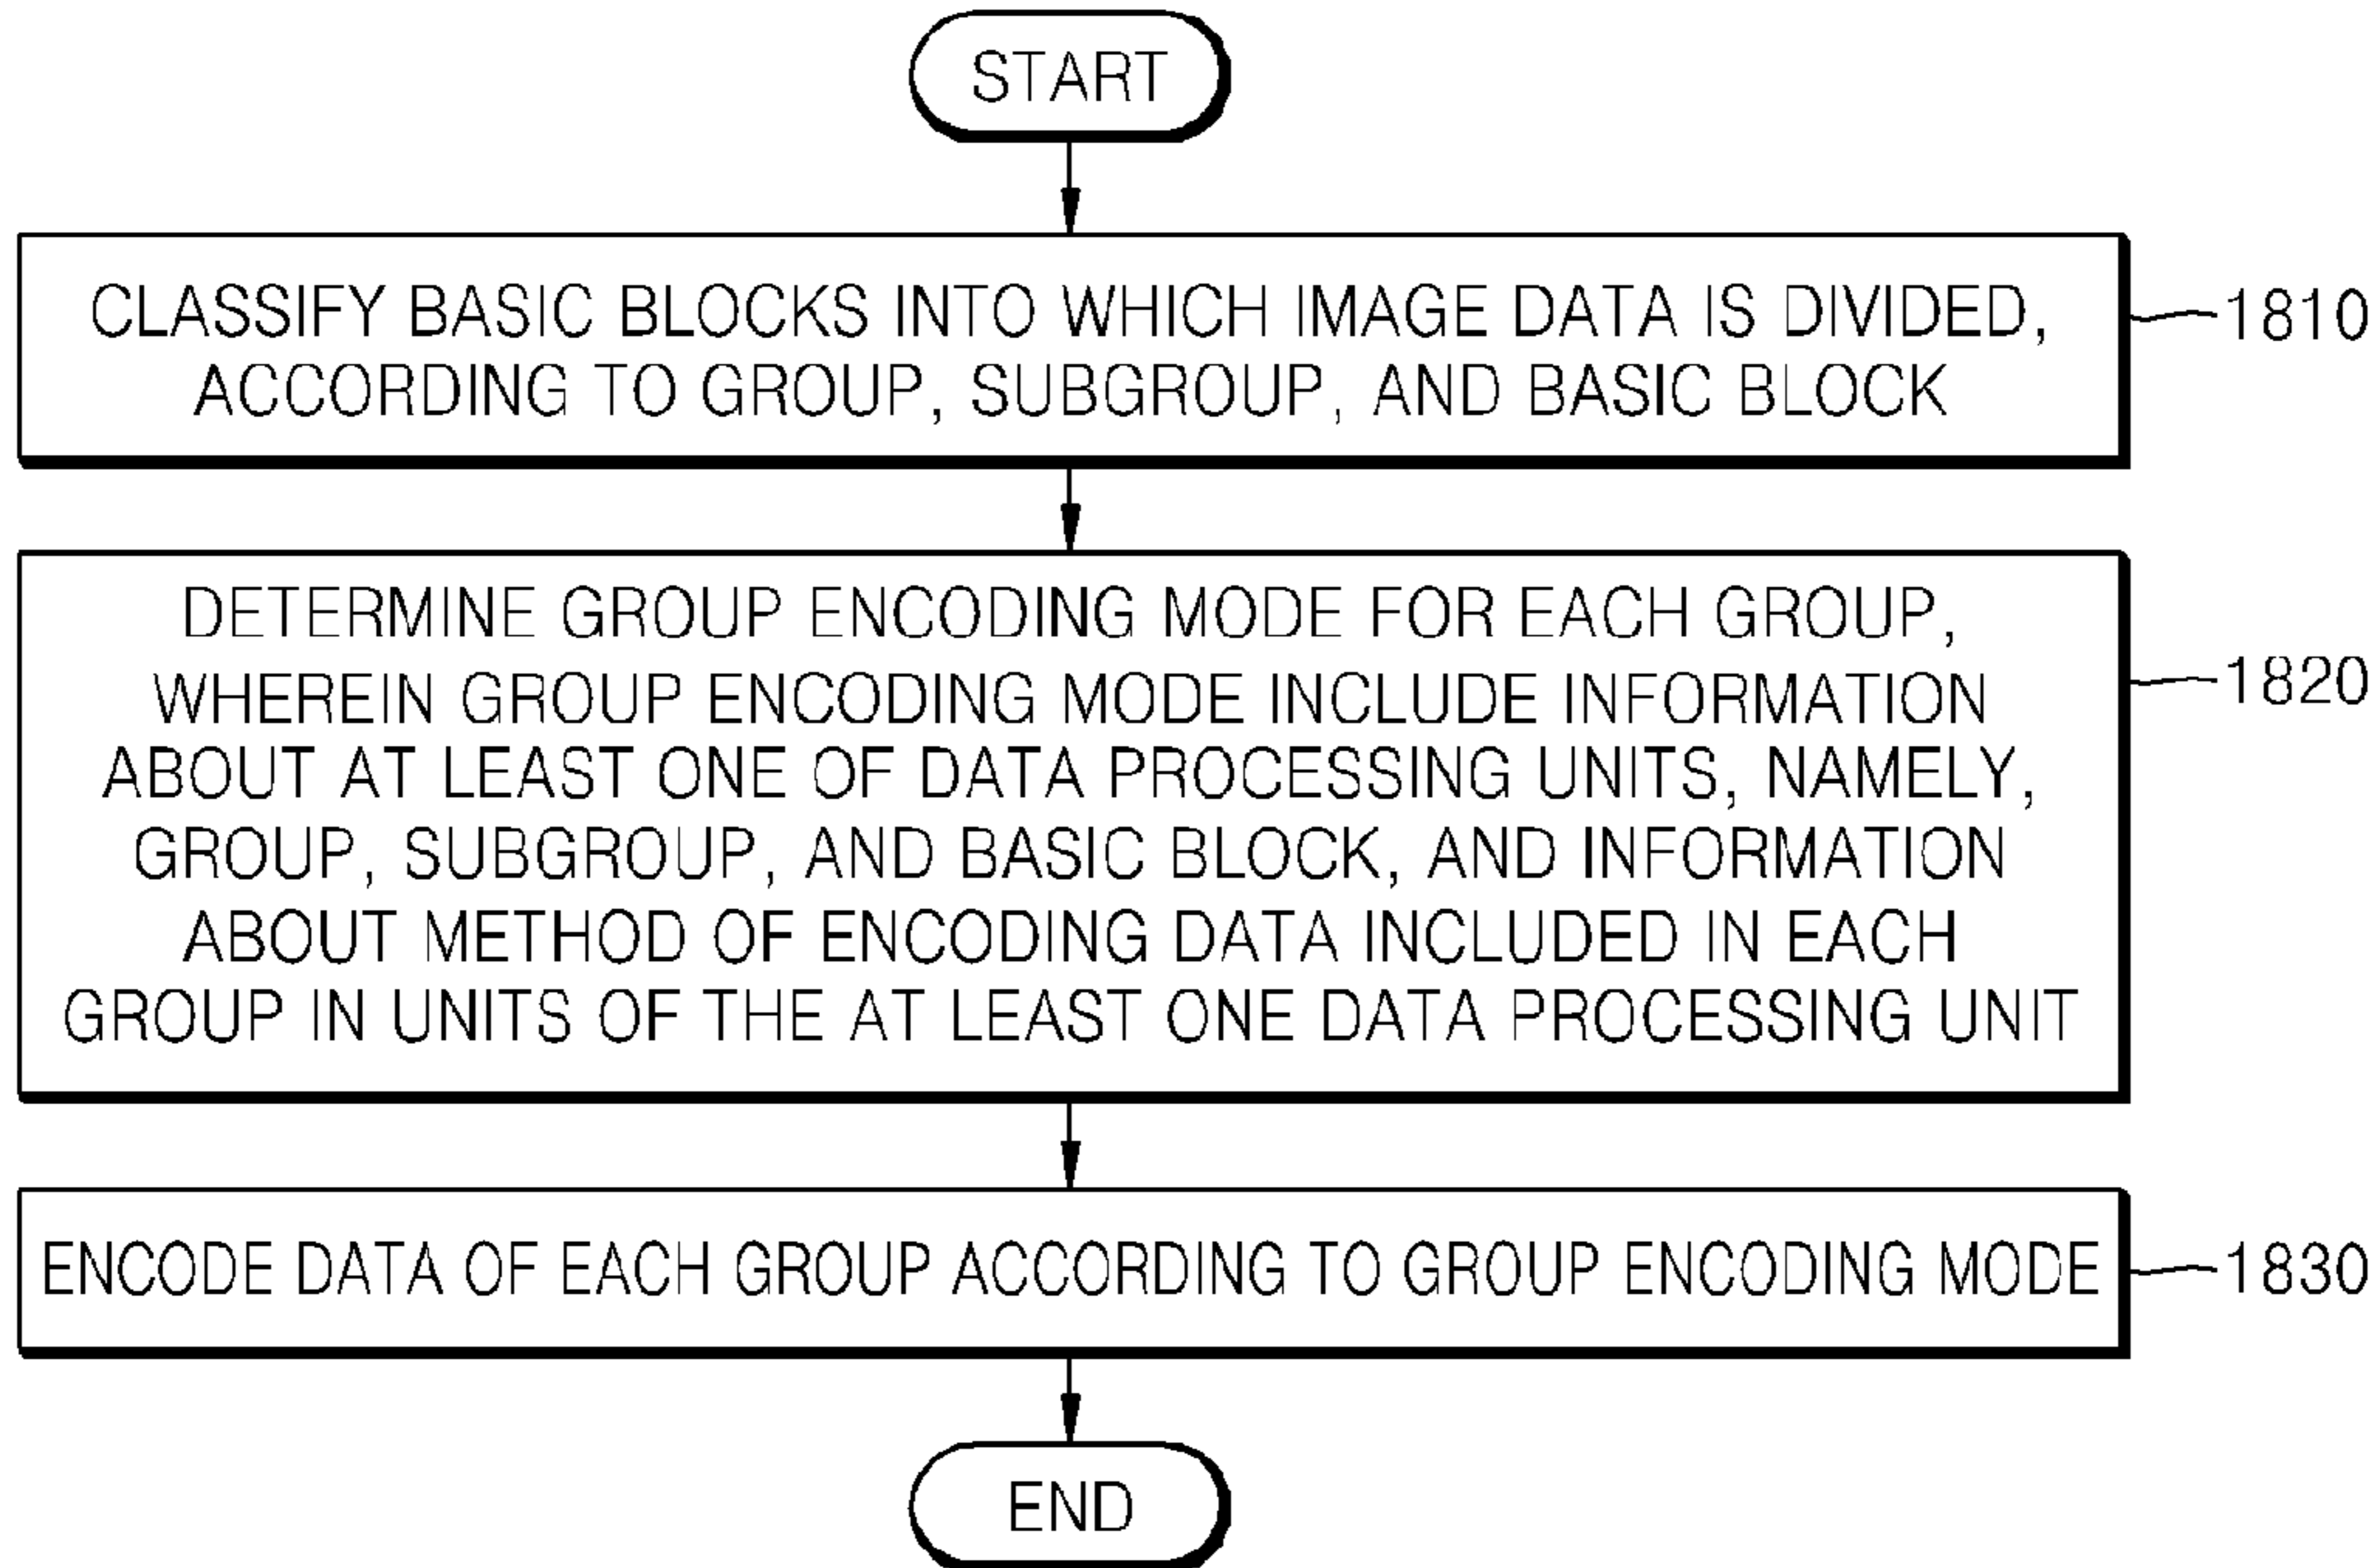 START
CLASSIFY BASIC BLOCKS INTO WHICH IMAGE DATA IS DIVIDED,
ACCORDING TO GROUP, SUBGROUP, AND BASIC BLOCK
1810
DETERMINE GROUP ENCODING MODE FOR EACH GROUP,
WHEREIN GROUP ENCODING MODE INCLUDE INFORMATION
ABOUT AT LEAST ONE OF DATA PROCESSING UNITS, NAMELY,
GROUP, SUBGROUP, AND BASIC BLOCK, AND INFORMATION
ABOUT METHOD OF ENCODING DATA INCLUDED IN EACH
GROUP IN UNITS OF THE AT LEAST ONE DATA PROCESSING UNIT
1820
ENCODE DATA OF EACH GROUP ACCORDING TO GROUP ENCODING MODE
1830
END